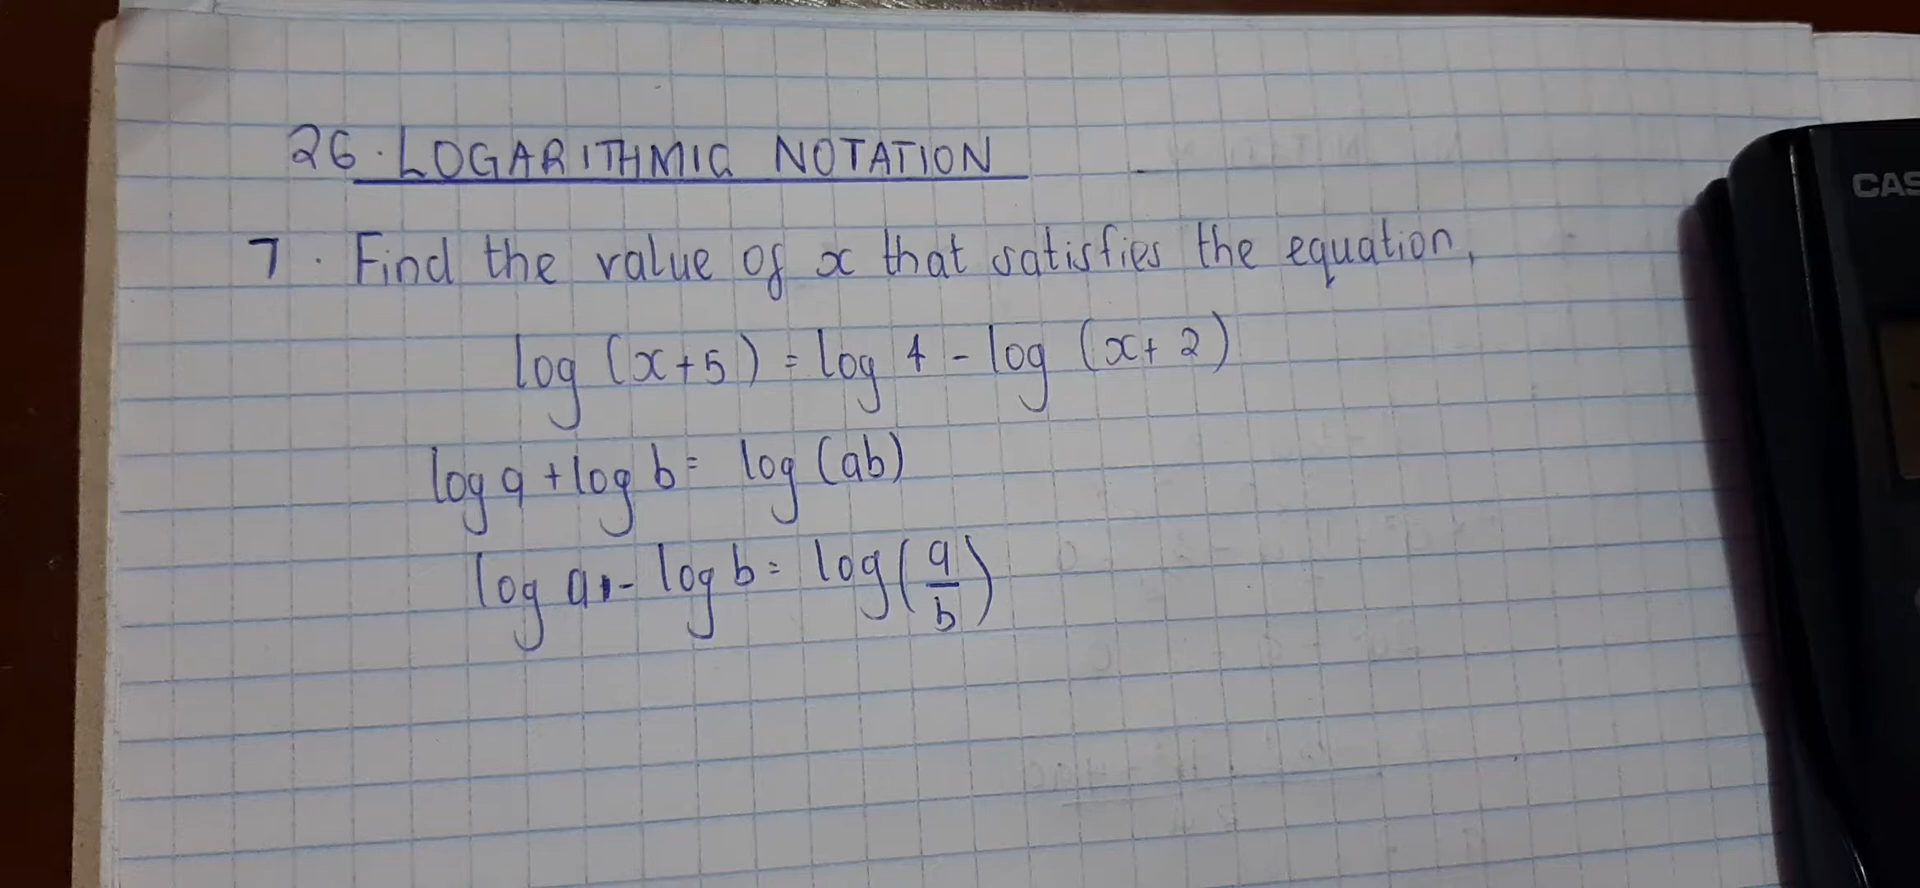 26. LOGARITHMIC NOTATION
7. Find the value of x that satisfies the equation,
log (x+5) = log 4 - log (x+2)
log a + log b = log (ab)
log a - log b = log (a/b)
CAS